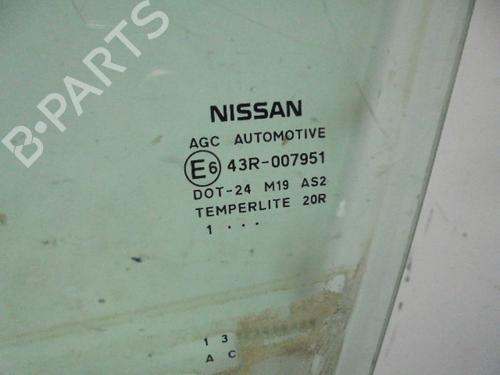 B-PARTS
NISSAN
AGC AUTOMOTIVE
E6 43R-007951
DOT-24 M19 AS2
TEMPERLITE 20R
1 ...
1 3
A C